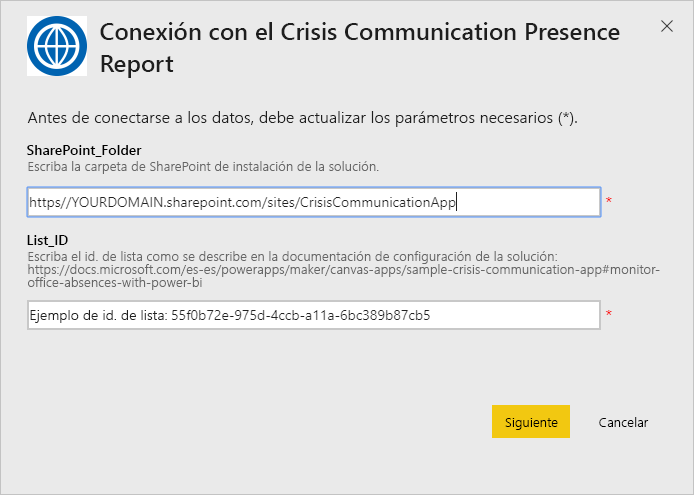 Conexión con el Crisis Communication Presence
Report
Antes de conectarse a los datos, debe actualizar los parámetros necesarios (*).
SharePoint_Folder
Escriba la carpeta de SharePoint de instalación de la solución.
https//YOURDOMAIN.sharepoint.com/sites/CrisisCommunicationApp *
List_ID
Escriba el id. de lista como se describe en la documentación de configuración de la solución:
https://docs.microsoft.com/es-es/powerapps/maker/canvas-apps/sample-crisis-communication-app#monitor-
office-absences-with-power-bi
Ejemplo de id. de lista: 55f0b72e-975d-4ccb-a11a-6bc389b87cb5 *
Siguiente Cancelar